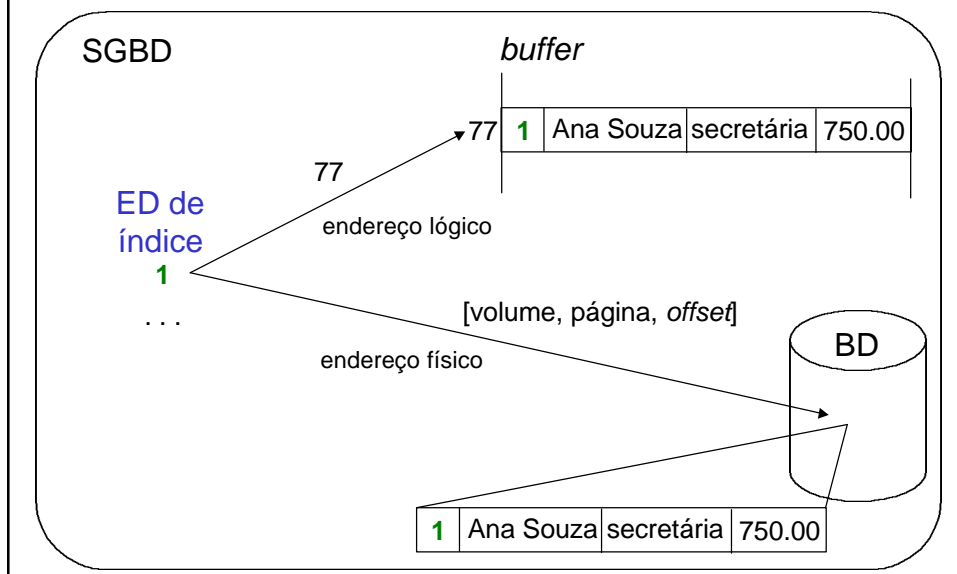 SGBD
buffer
77 1 Ana Souza secretária 750.00
77
ED de
índice
endereço lógico
1
. . .
[volume, página, offset]
endereço físico
BD
1 Ana Souza secretária 750.00